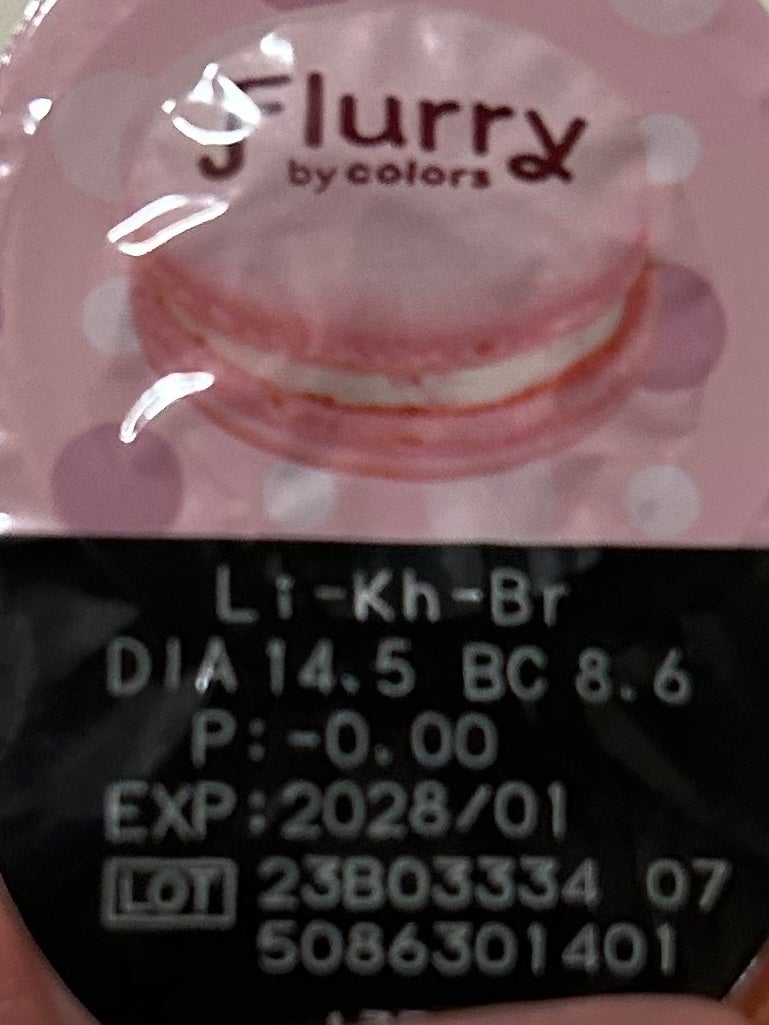 Flurry
by colors
Li-Kh-Br
DIA 14.5 BC 8.6
P:-0.00
EXP:2028/01
LOT 23B03334 07
5086301401